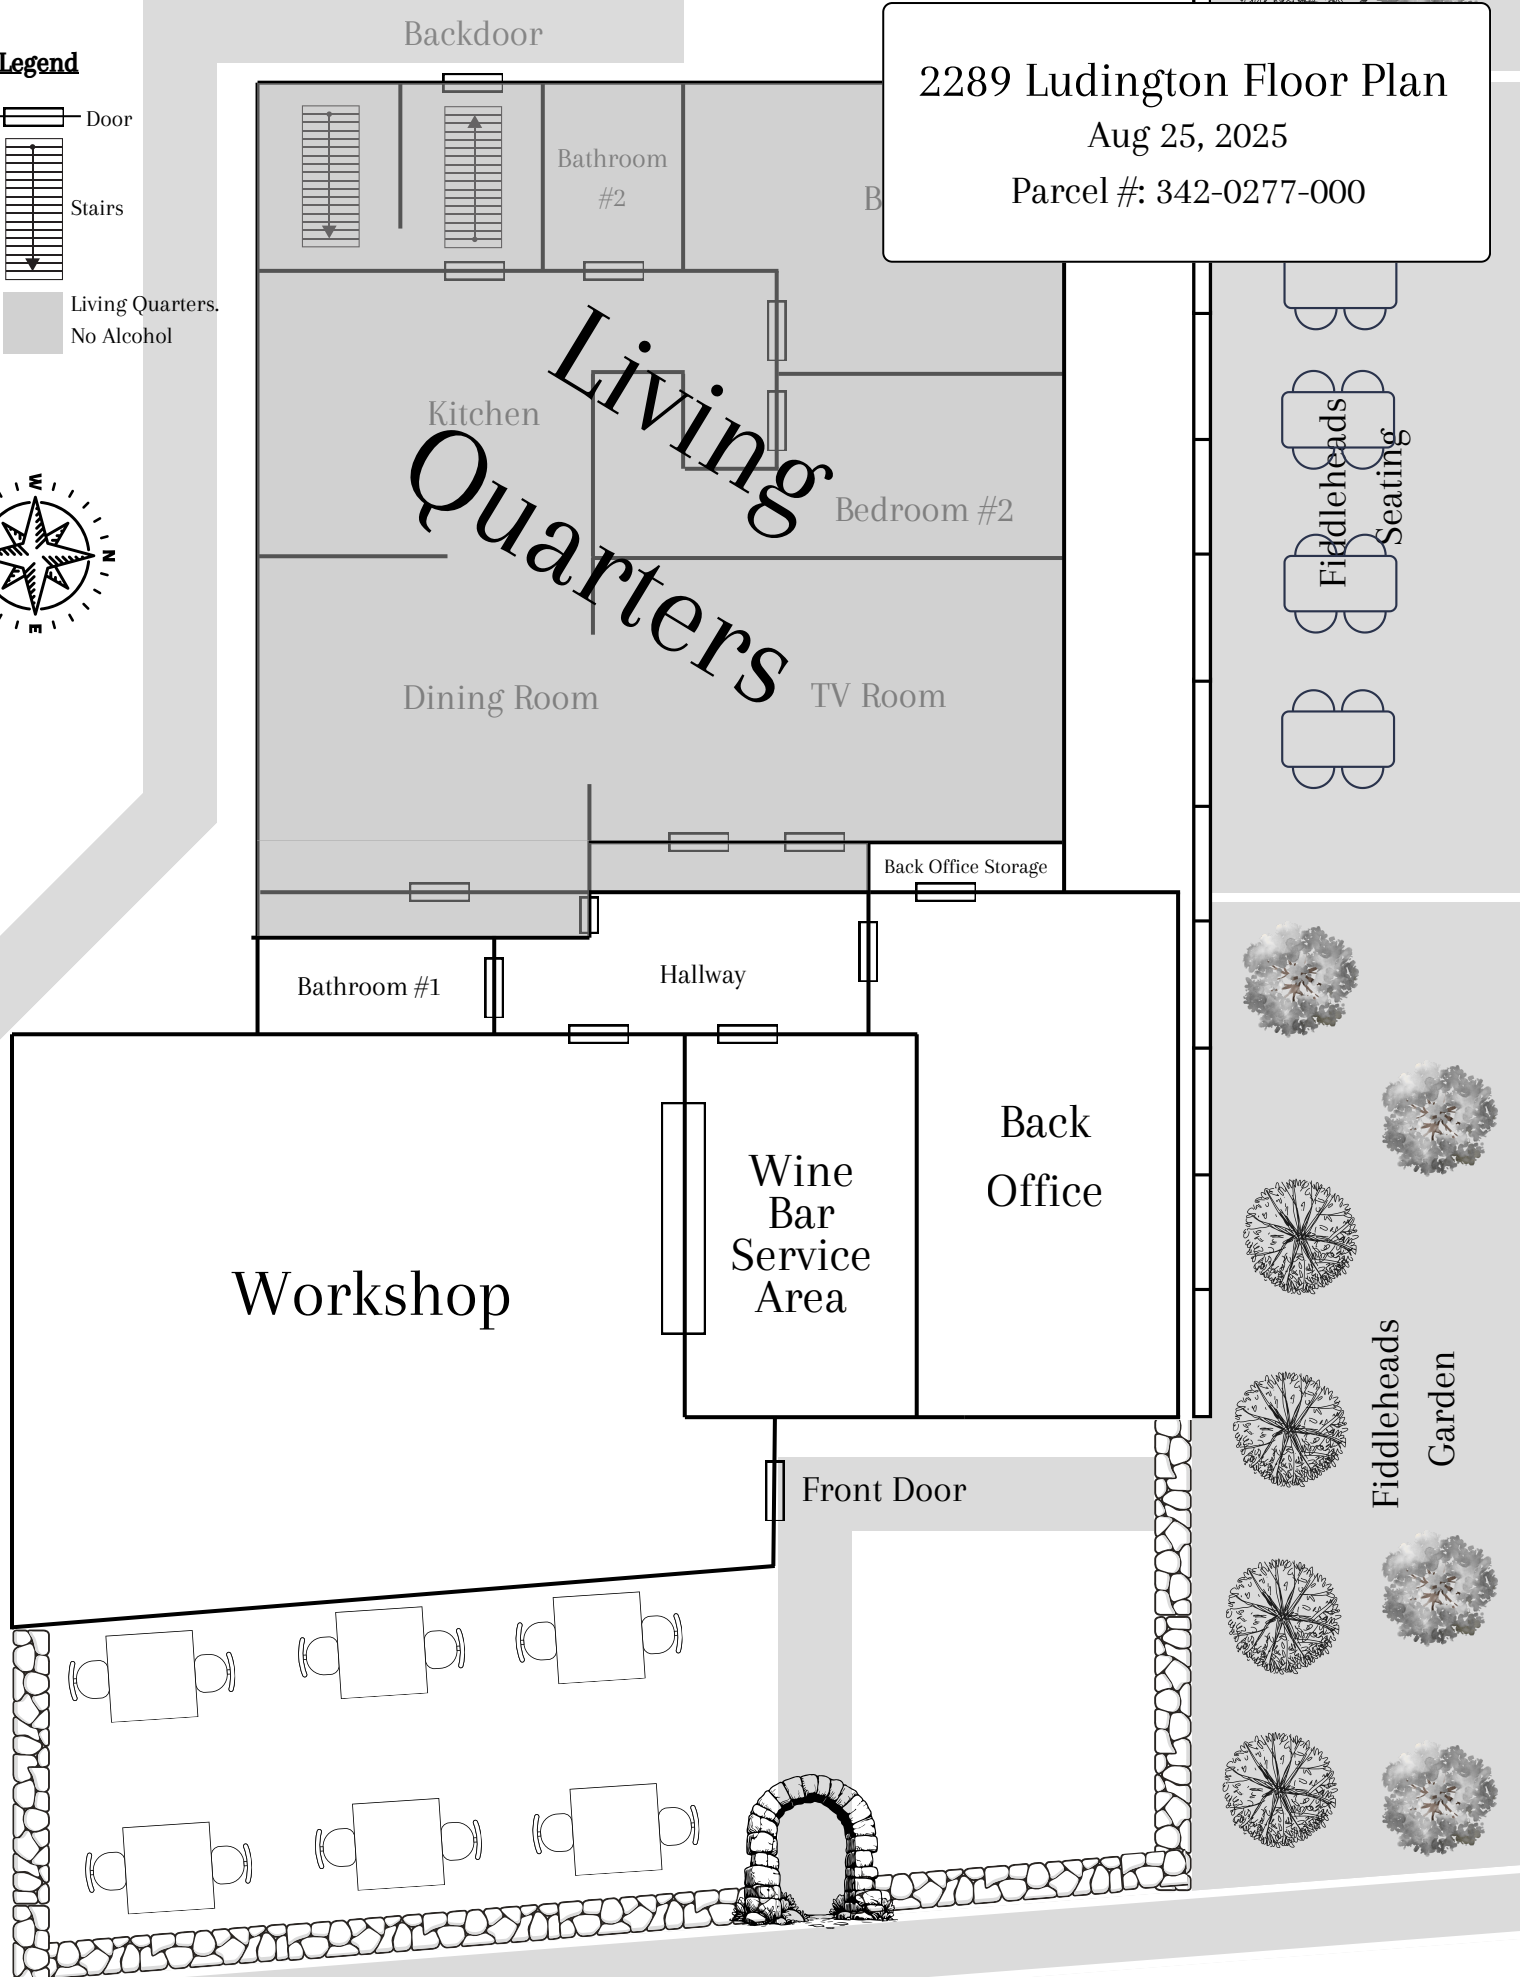 Backdoor
2289 Ludington Floor Plan
Aug 25, 2025
Parcel #: 342-0277-000
Legend
Door
Stairs
Living Quarters.
No Alcohol
Bathroom
#2
B
Living
Quarters
Kitchen
Bedroom #2
Dining Room
TV Room
Fiddleheads
Seating
W
N
E
Back Office Storage
Bathroom #1
Hallway
Back
Office
Wine
Bar
Service
Area
Workshop
Fiddleheads
Garden
Front Door